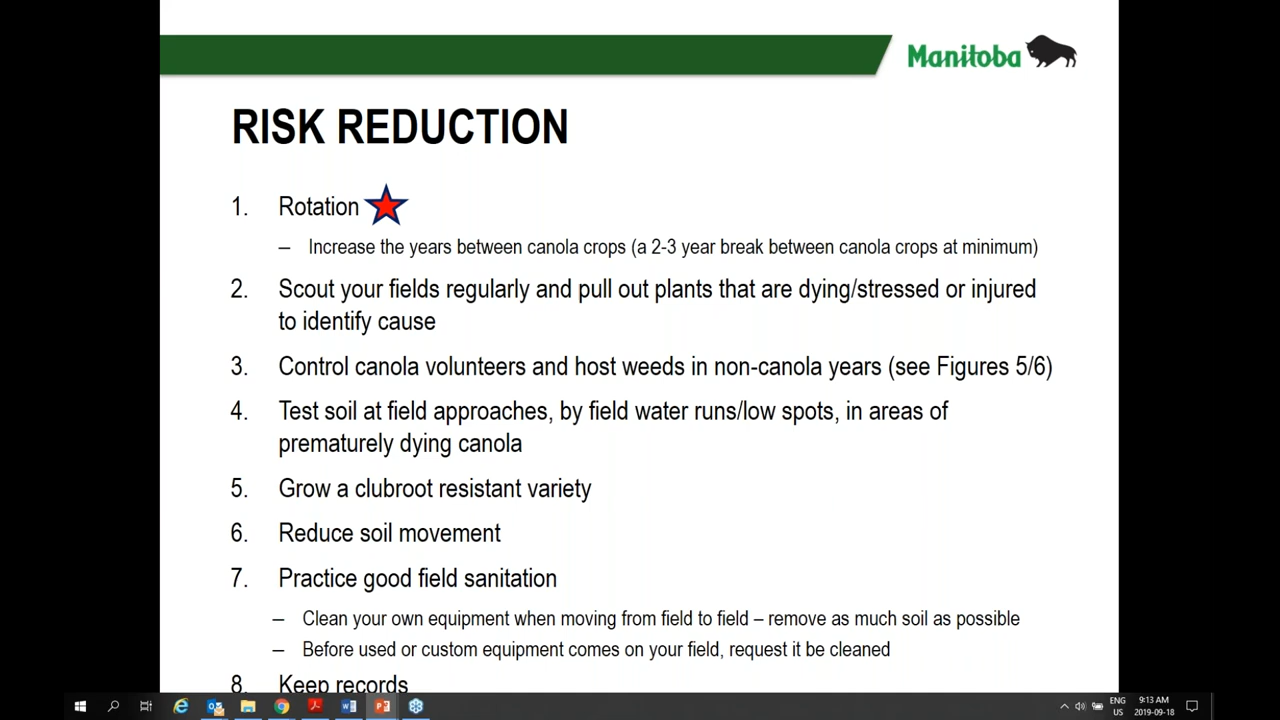 Manitoba
RISK REDUCTION
1. Rotation
– Increase the years between canola crops (a 2-3 year break between canola crops at minimum)
2. Scout your fields regularly and pull out plants that are dying/stressed or injured
to identify cause
3. Control canola volunteers and host weeds in non-canola years (see Figures 5/6)
4. Test soil at field approaches, by field water runs/low spots, in areas of
prematurely dying canola
5. Grow a clubroot resistant variety
6. Reduce soil movement
7. Practice good field sanitation
– Clean your own equipment when moving from field to field – remove as much soil as possible
– Before used or custom equipment comes on your field, request it be cleaned
8. Keep records
ENG 9:13 AM
US 2019-09-18